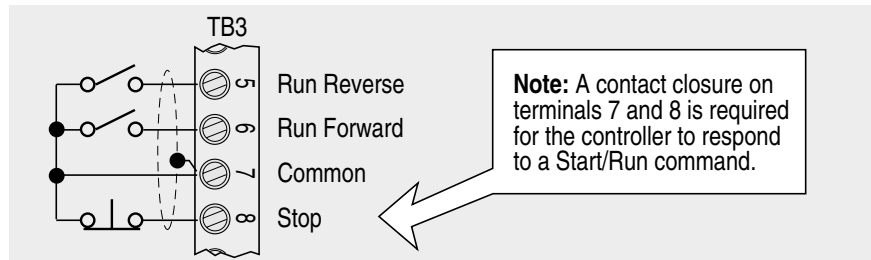 TB3
5 Run Reverse
6 Run Forward
7 Common
8 Stop
Note: A contact closure on
terminals 7 and 8 is required
for the controller to respond
to a Start/Run command.